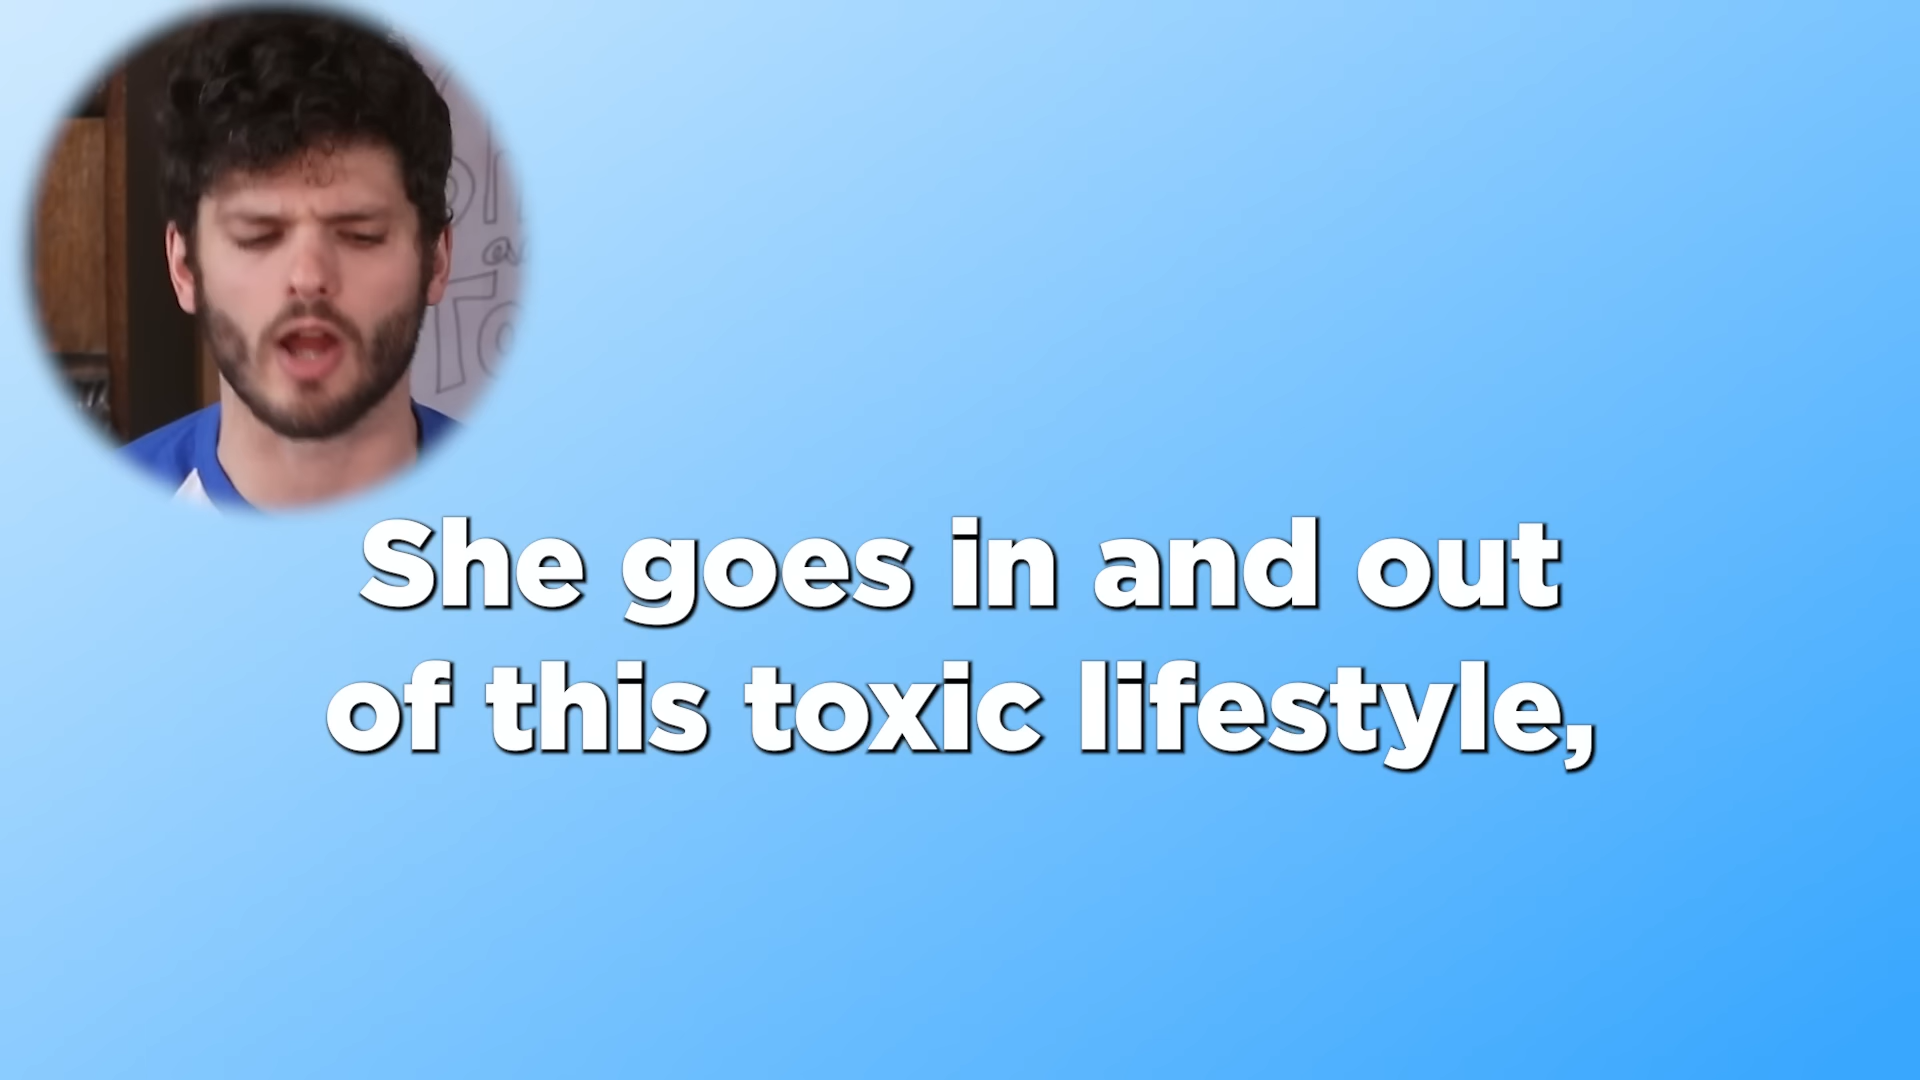 She goes in and out
of this toxic lifestyle,